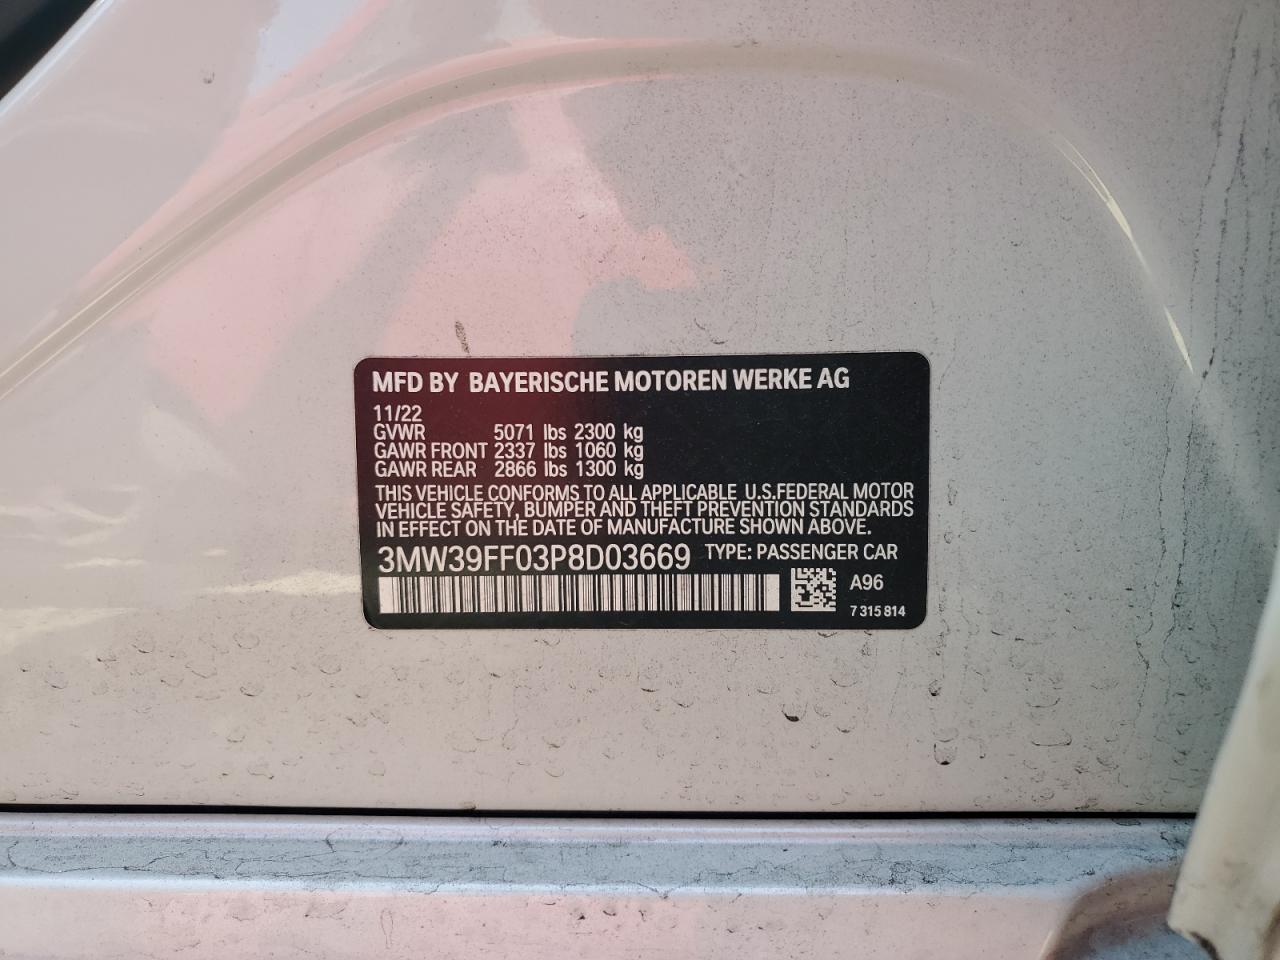 MFD BY BAYERISCHE MOTOREN WERKE AG
11/22
GVWR 5071 lbs 2300 kg
GAWR FRONT 2337 lbs 1060 kg
GAWR REAR 2866 lbs 1300 kg
THIS VEHICLE CONFORMS TO ALL APPLICABLE U.S.FEDERAL MOTOR
VEHICLE SAFETY, BUMPER AND THEFT PREVENTION STANDARDS
IN EFFECT ON THE DATE OF MANUFACTURE SHOWN ABOVE.
3MW39FF03P8D03669 TYPE: PASSENGER CAR
A96
7 315 814